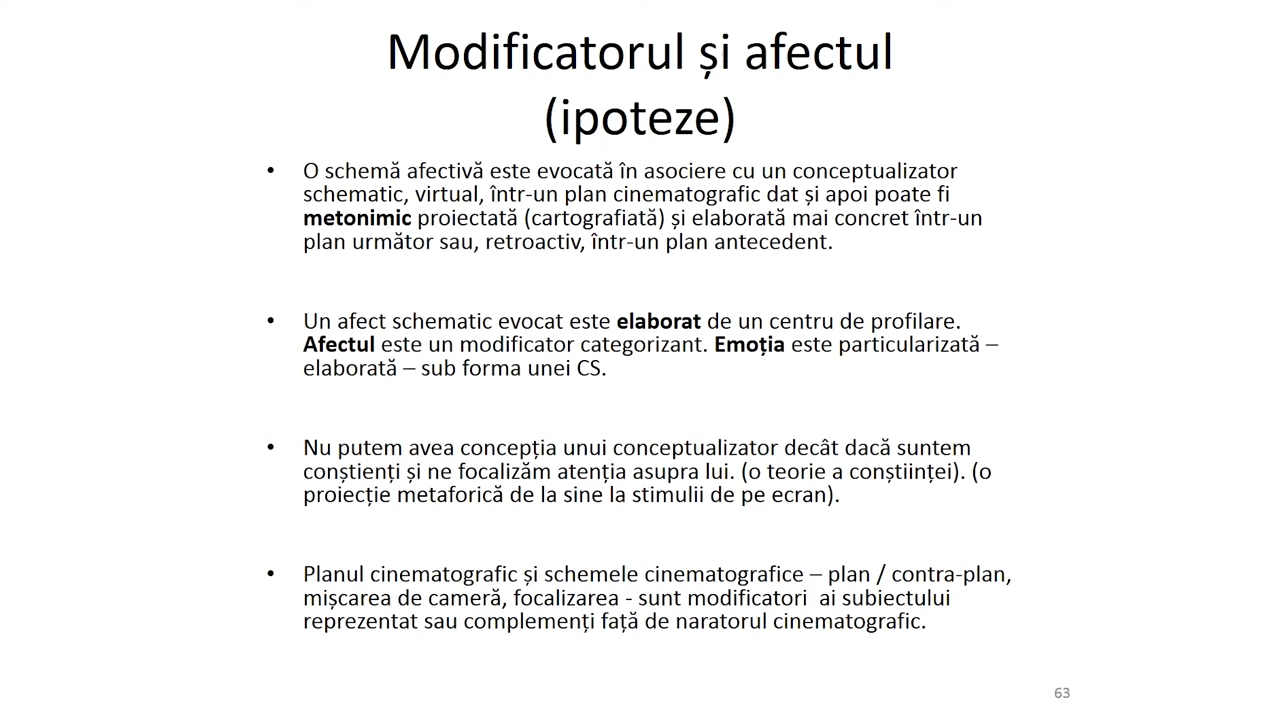 Modificatorul și afectul
(ipoteze)
• O schemă afectivă este evocată în asociere cu un conceptualizator
schematic, virtual, într-un plan cinematografic dat și apoi poate fi
metonimic proiectată (cartografiată) și elaborată mai concret într-un
plan următor sau, retroactiv, într-un plan antecedent.
• Un afect schematic evocat este elaborat de un centru de profilare.
Afectul este un modificator categorizant. Emoția este particularizată –
elaborată – sub forma unei CS.
• Nu putem avea concepția unui conceptualizator decât dacă suntem
conștienți și ne focalizăm atenția asupra lui. (o teorie a conștiinței). (o
proiecție metaforică de la sine la stimulii de pe ecran).
• Planul cinematografic și schemele cinematografice – plan / contra-plan,
mișcarea de cameră, focalizarea - sunt modificatori  ai subiectului
reprezentat sau complemenți față de naratorul cinematografic.
63